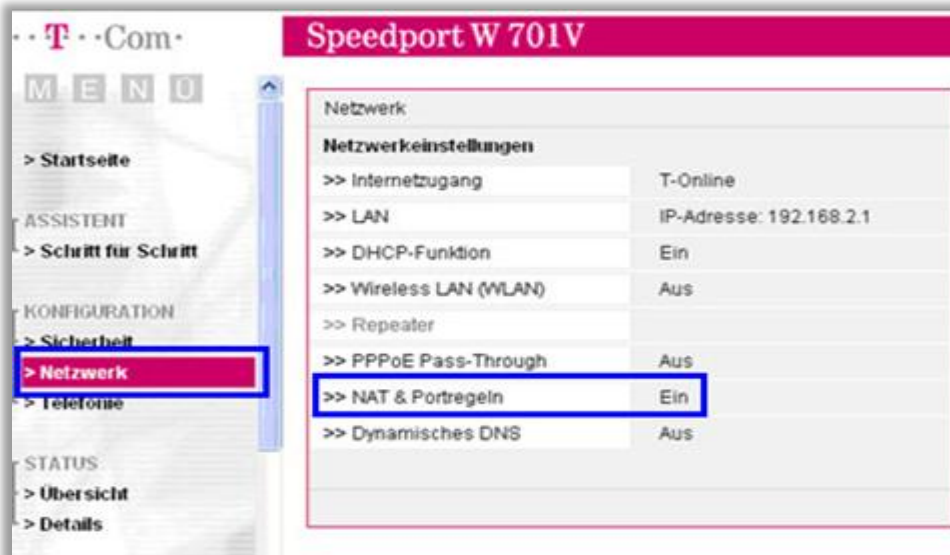 · · T · · Com ·
Speedport W 701V
MENÜ
> Startseite
ASSISTENT
> Schritt für Schritt
KONFIGURATION
> Sicherheit
> Netzwerk
> Telefonie
STATUS
> Übersicht
> Details
Netzwerk
Netzwerkeinstellungen
>> Internetzugang T-Online
>> LAN IP-Adresse: 192.168.2.1
>> DHCP-Funktion Ein
>> Wireless LAN (WLAN) Aus
>> Repeater
>> PPPoE Pass-Through Aus
>> NAT & Portregeln Ein
>> Dynamisches DNS Aus